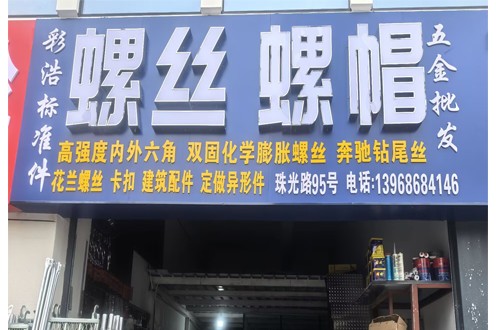 彩浩标准件
螺丝 螺帽
五金批发
高强度内外六角 双固化学膨胀螺丝 奔驰钻尾丝
花兰螺丝 卡扣 建筑配件 定做异形件 珠光路95号 电话:13968684146